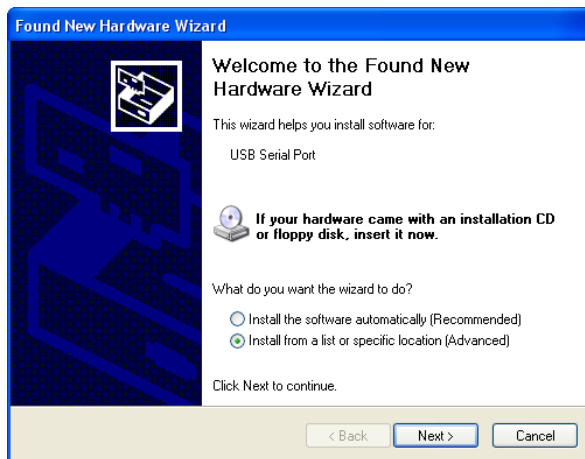 Found New Hardware Wizard
Welcome to the Found New
Hardware Wizard
This wizard helps you install software for:
USB Serial Port
If your hardware came with an installation CD
or floppy disk, insert it now.
What do you want the wizard to do?
Install the software automatically (Recommended)
Install from a list or specific location (Advanced)
Click Next to continue.
< Back
Next >
Cancel